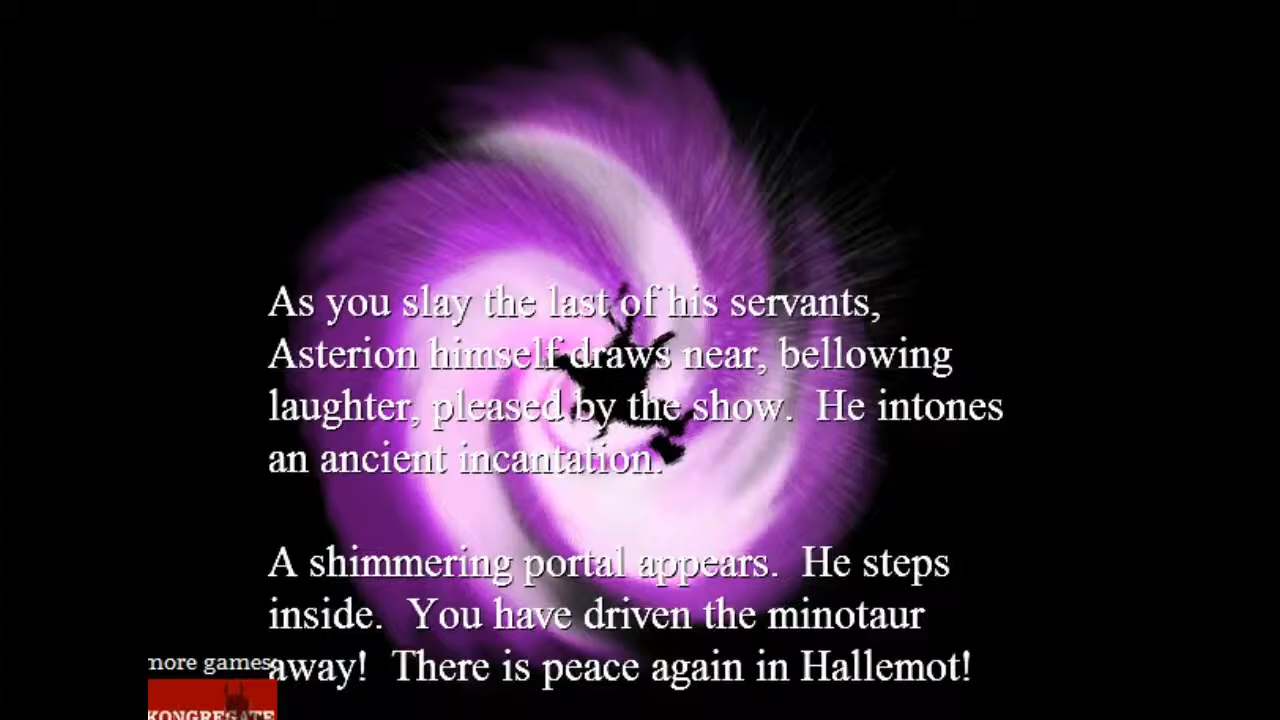 As you slay the last of his servants,
Asterion himself draws near, bellowing
laughter, pleased by the show.  He intones
an ancient incantation.
A shimmering portal appears.  He steps
inside.  You have driven the minotaur
away!  There is peace again in Hallemot!
more games
KONGREGATE